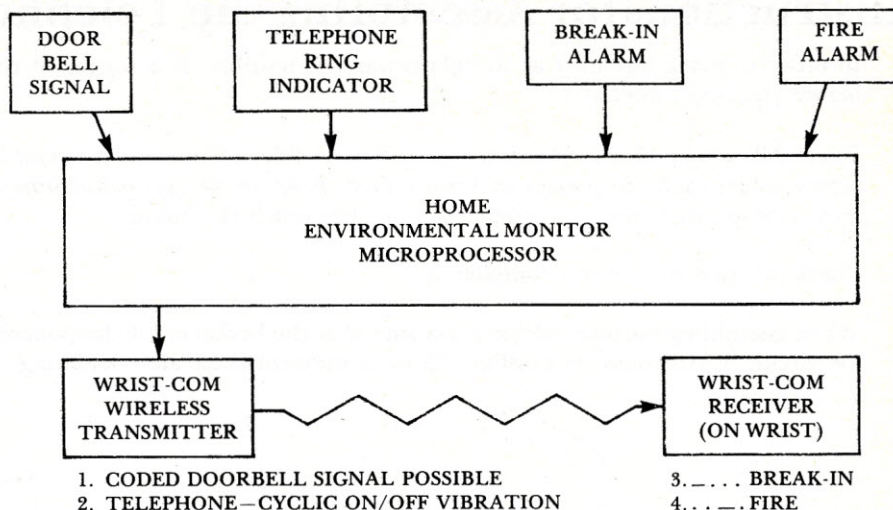 DOOR
BELL
SIGNAL
TELEPHONE
RING
INDICATOR
BREAK-IN
ALARM
FIRE
ALARM
HOME
ENVIRONMENTAL MONITOR
MICROPROCESSOR
WRIST-COM
WIRELESS
TRANSMITTER
WRIST-COM
RECEIVER
(ON WRIST)
1. CODED DOORBELL SIGNAL POSSIBLE
2. TELEPHONE—CYCLIC ON/OFF VIBRATION
3. _ . . . . BREAK-IN
4. . . . _ . FIRE